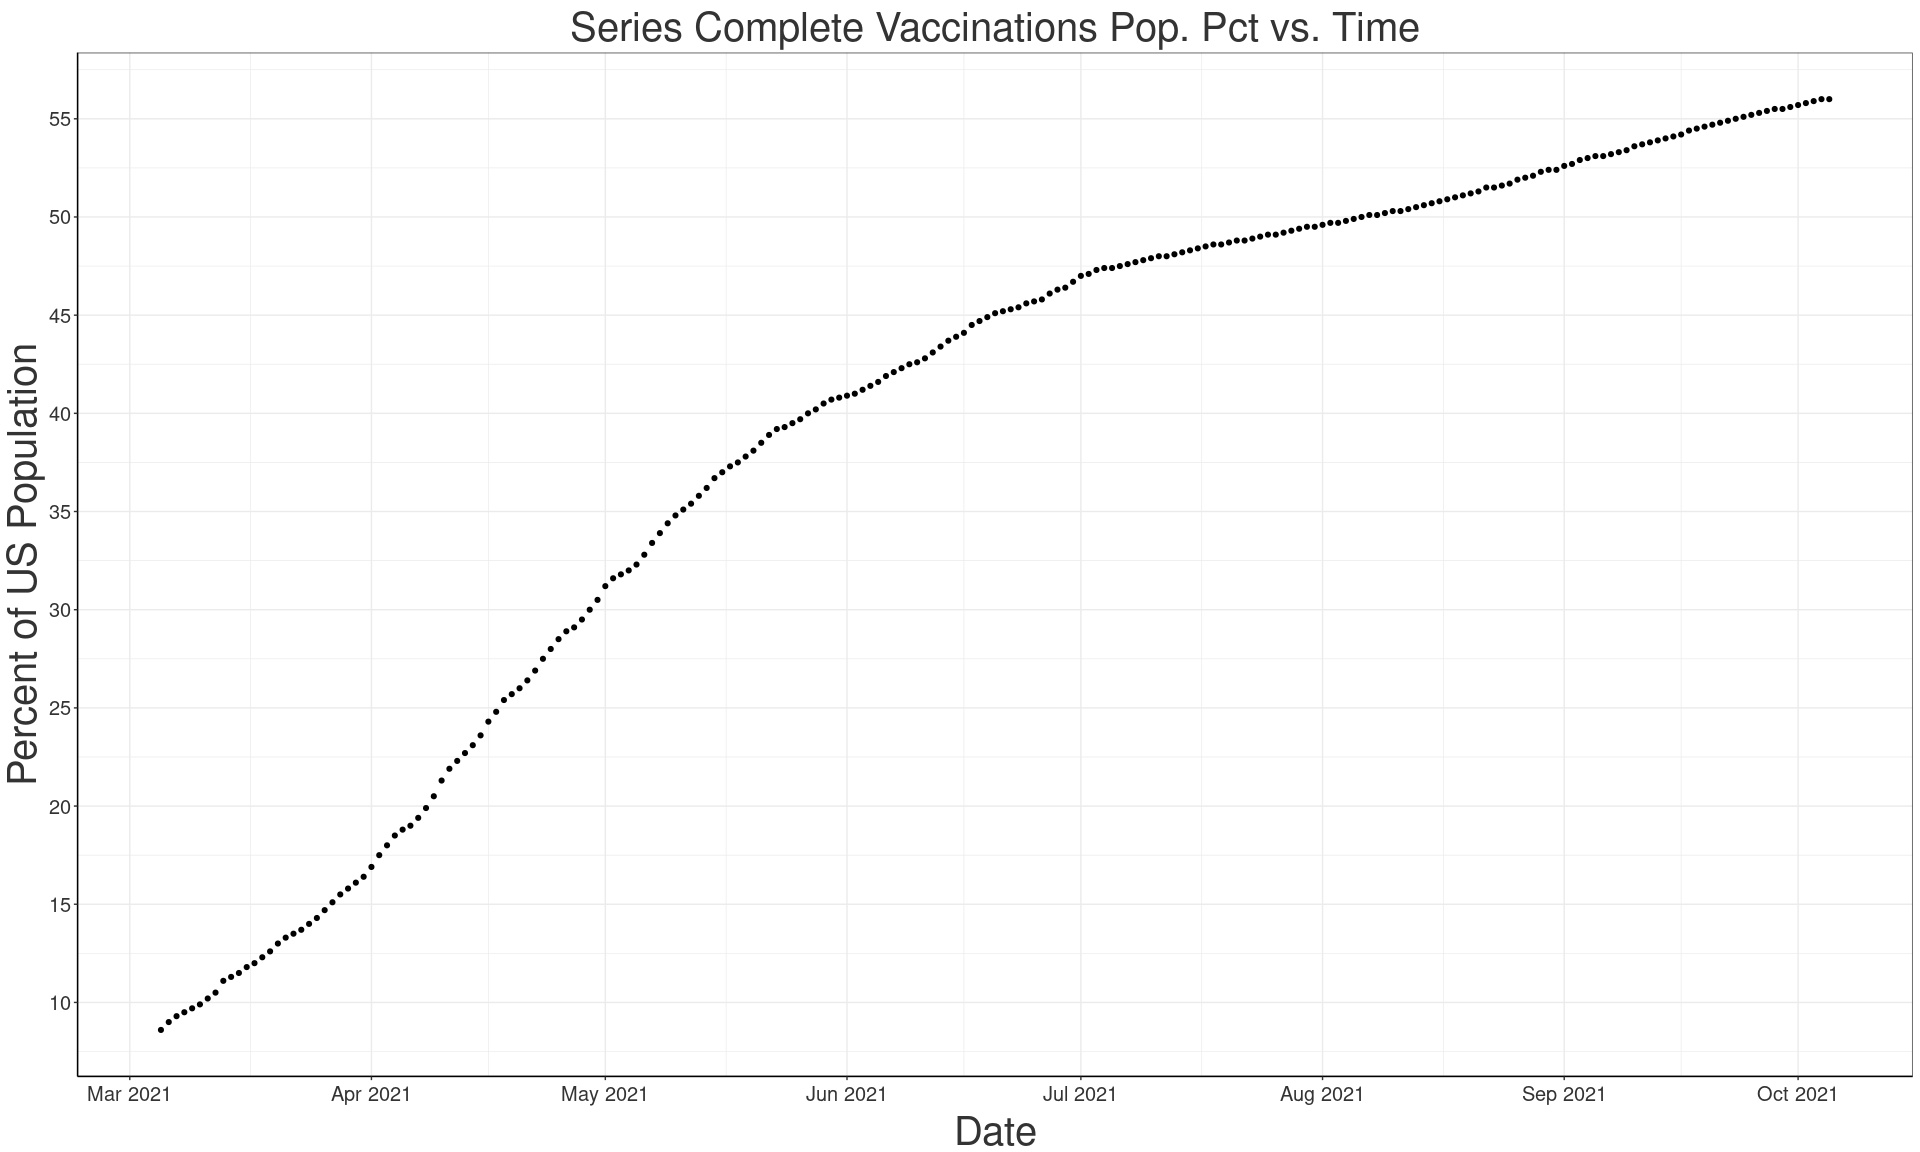 Series Complete Vaccinations Pop. Pct vs. Time
Percent of US Population
55
50
45
40
35
30
25
20
15
10
Mar 2021 Apr 2021 May 2021 Jun 2021 Jul 2021 Aug 2021 Sep 2021 Oct 2021
Date